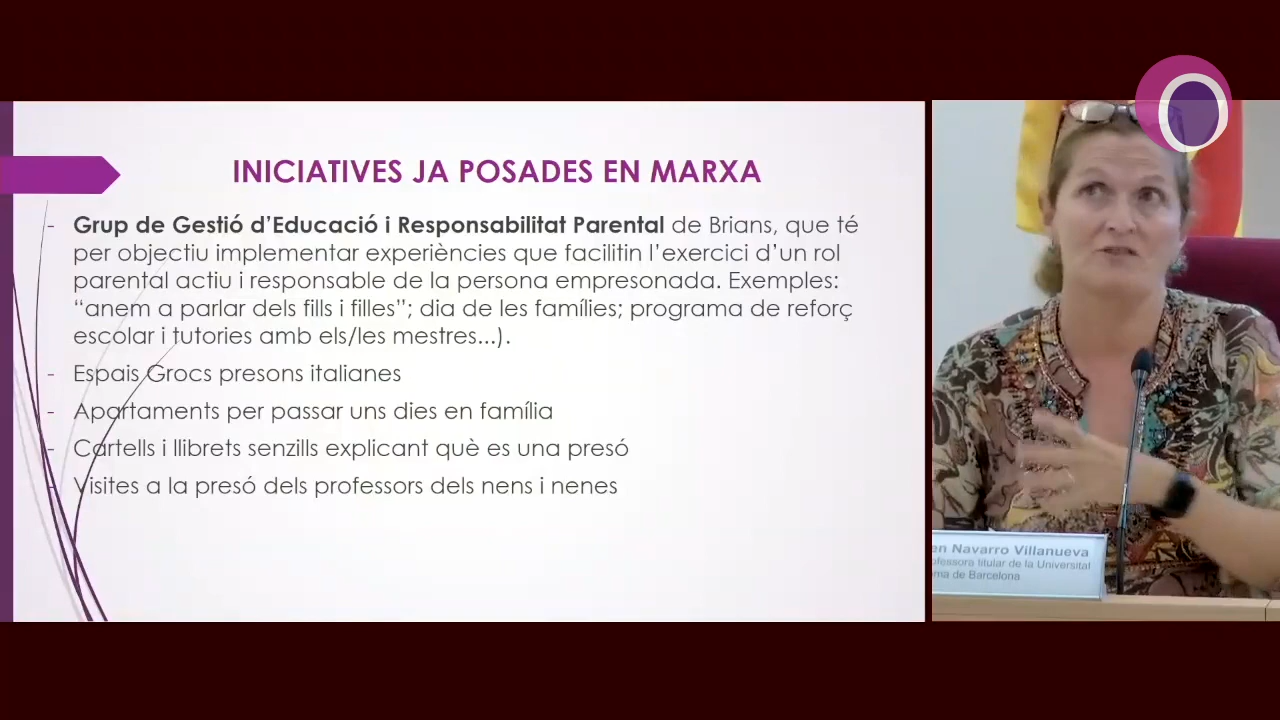 INICIATIVES JA POSADES EN MARXA
- Grup de Gestió d'Educació i Responsabilitat Parental de Brians, que té
per objectiu implementar experiències que facilitin l'exercici d'un rol
parental actiu i responsable de la persona empresonada. Exemples:
"anem a parlar dels fills i filles"; dia de les famílies; programa de reforç
escolar i tutories amb els/les mestres...).
- Espais Grocs presons italianes
- Apartaments per passar uns dies en família
- Cartells i llibrets senzills explicant què es una presó
- Visites a la presó dels professors dels nens i nenes
en Navarro Villanueva
ofessora titular de la Universitat
oma de Barcelona